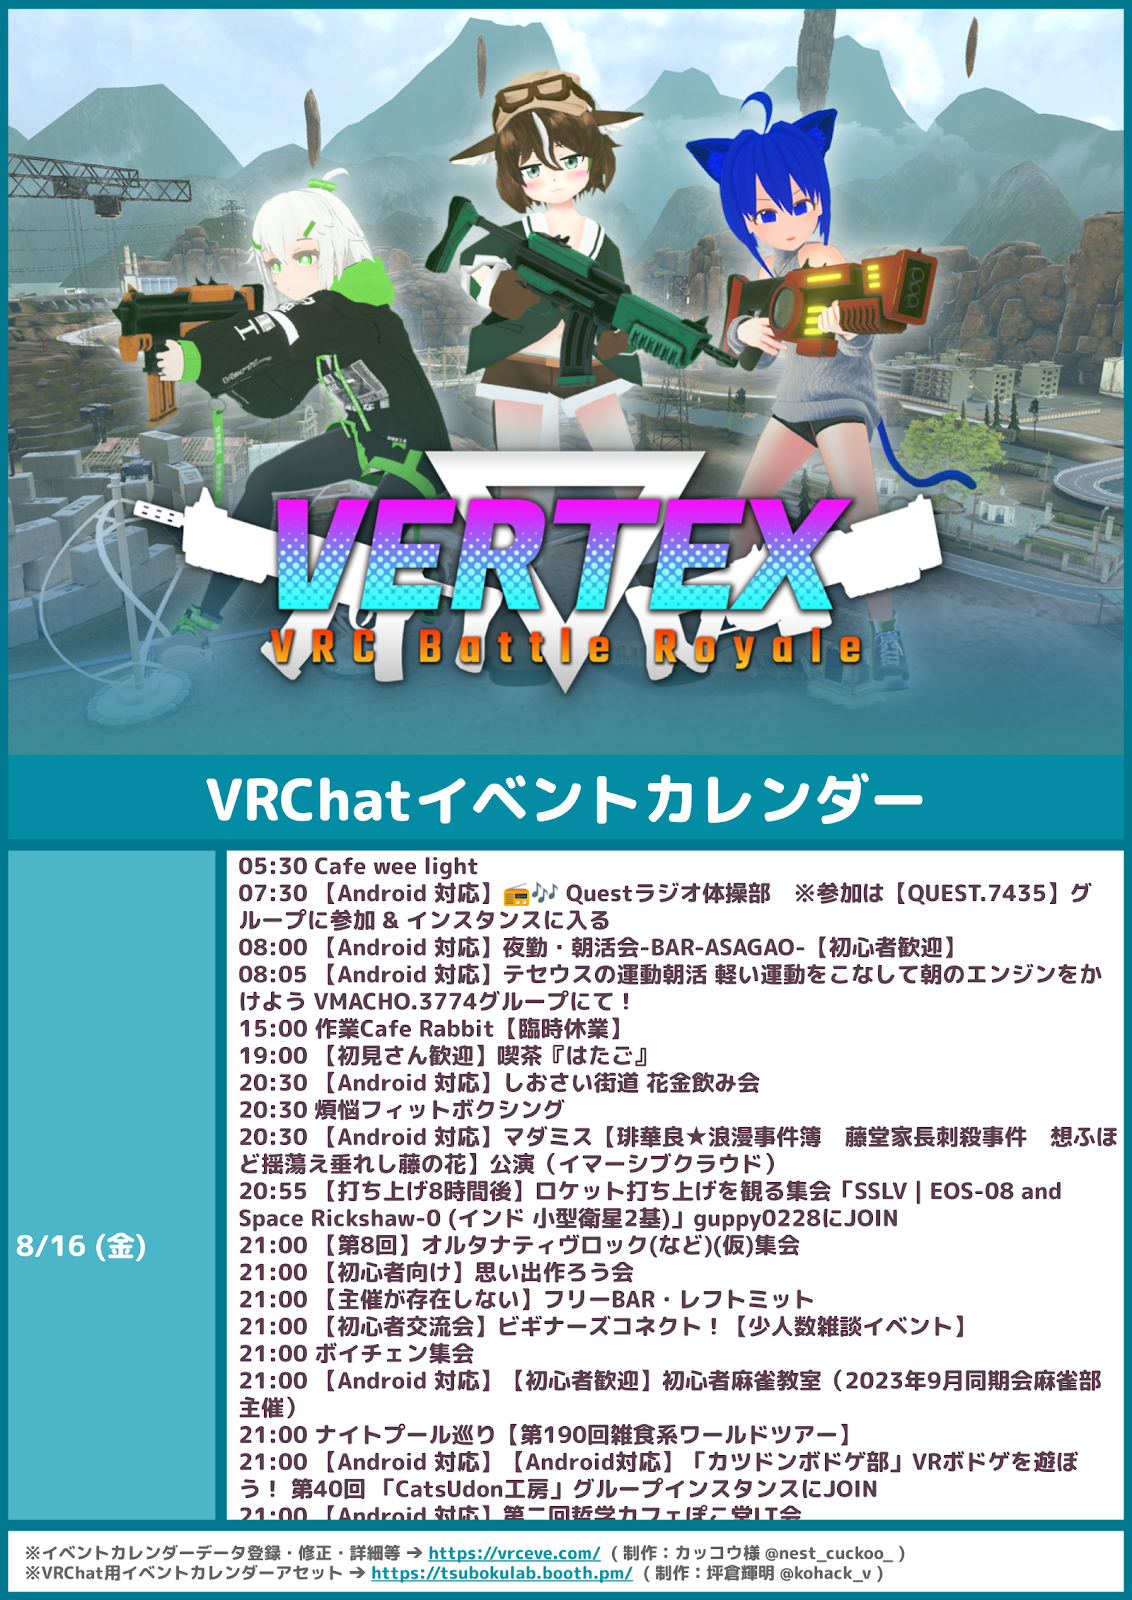 VERTEX
VRC Battle Royale
VRChatイベントカレンダー
8/16 (金)
05:30 Cafe wee light
07:30 【Android 対応】📻🎶 Questラジオ体操部　※参加は【QUEST.7435】グ
ループに参加 & インスタンスに入る
08:00 【Android 対応】夜勤・朝活会-BAR-ASAGAO-【初心者歓迎】
08:05 【Android 対応】テセウスの運動朝活 軽い運動をこなして朝のエンジンをか
けよう VMACHO.3774グループにて！
15:00 作業Cafe Rabbit【臨時休業】
19:00 【初見さん歓迎】喫茶『はたご』
20:30 【Android 対応】しおさい街道 花金飲み会
20:30 煩悩フィットボクシング
20:30 【Android 対応】マダミス【琲華良★浪漫事件簿　藤堂家長刺殺事件　想ふほ
ど揺蕩え垂れし藤の花】公演（イマーシブクラウド）
20:55 【打ち上げ8時間後】ロケット打ち上げを観る集会「SSLV | EOS-08 and
Space Rickshaw-0 (インド 小型衛星2基)」guppy0228にJOIN
21:00 【第8回】オルタナティヴロック(など)(仮)集会
21:00 【初心者向け】思い出作ろう会
21:00 【主催が存在しない】フリーBAR・レフトミット
21:00 【初心者交流会】ビギナーズコネクト！【少人数雑談イベント】
21:00 ボイチェン集会
21:00 【Android 対応】【初心者歓迎】初心者麻雀教室（2023年9月同期会麻雀部
主催）
21:00 ナイトプール巡り【第190回雑食系ワールドツアー】
21:00 【Android 対応】【Android対応】「カツドンボドゲ部」VRボドゲを遊ぼ
う！ 第40回 「CatsUdon工房」グループインスタンスにJOIN
21:00 【Android 対応】第二回哲学カフェぽこ堂LT会
※イベントカレンダーデータ登録・修正・詳細等 ➔ https://vrceve.com/ ( 制作：カッコウ様 @nest_cuckoo_ )
※VRChat用イベントカレンダーアセット ➔ https://tsubokulab.booth.pm/ ( 制作：坪倉輝明 @kohack_v )